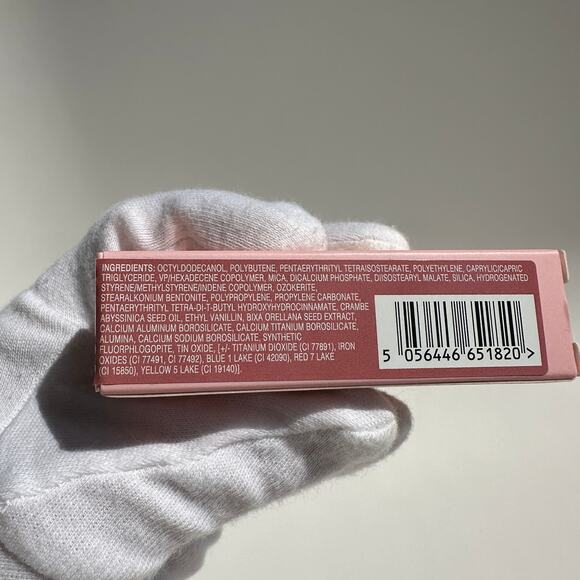 INGREDIENTS: OCTYLDODECANOL, POLYBUTENE, PENTAERYTHRITYL TETRAISOSTEARATE, POLYETHYLENE, CAPRYLIC/CAPRIC
TRIGLYCERIDE, VP/HEXADECENE COPOLYMER, MICA, DICALCIUM PHOSPHATE, DIISOSTEARYL MALATE, SILICA, HYDROGENATED
STYRENE/METHYLSTYRENE/INDENE COPOLYMER, OZOKERITE,
STEARALKONIUM BENTONITE, POLYPROPYLENE, PROPYLENE CARBONATE,
PENTAERYTHRITYL TETRA-DI-T-BUTYL HYDROXYHYDROCINNAMATE, CRAMBE
ABYSSINICA SEED OIL, ETHYL VANILLIN, BIXA ORELLANA SEED EXTRACT,
CALCIUM ALUMINUM BOROSILICATE, CALCIUM TITANIUM BOROSILICATE,
ALUMINA, CALCIUM SODIUM BOROSILICATE, SYNTHETIC
FLUORPHLOGOPITE, TIN OXIDE, [+/- TITANIUM DIOXIDE (CI 77891), IRON
OXIDES (CI 77491, CI 77492), BLUE 1 LAKE (CI 42090), RED 7 LAKE
(CI 15850), YELLOW 5 LAKE (CI 19140)].
5 056446 651820 >